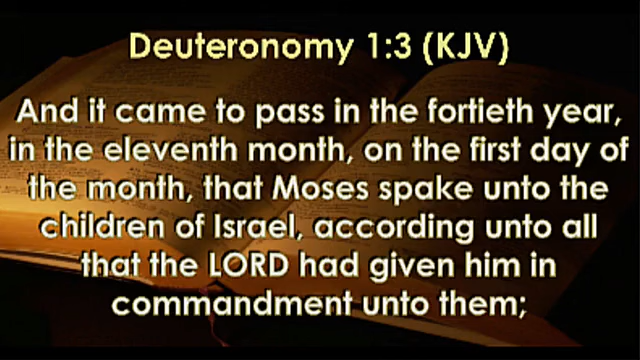 Deuteronomy 1:3 (KJV)
And it came to pass in the fortieth year,
in the eleventh month, on the first day of
the month, that Moses spake unto the
children of Israel, according unto all
that the LORD had given him in
commandment unto them;